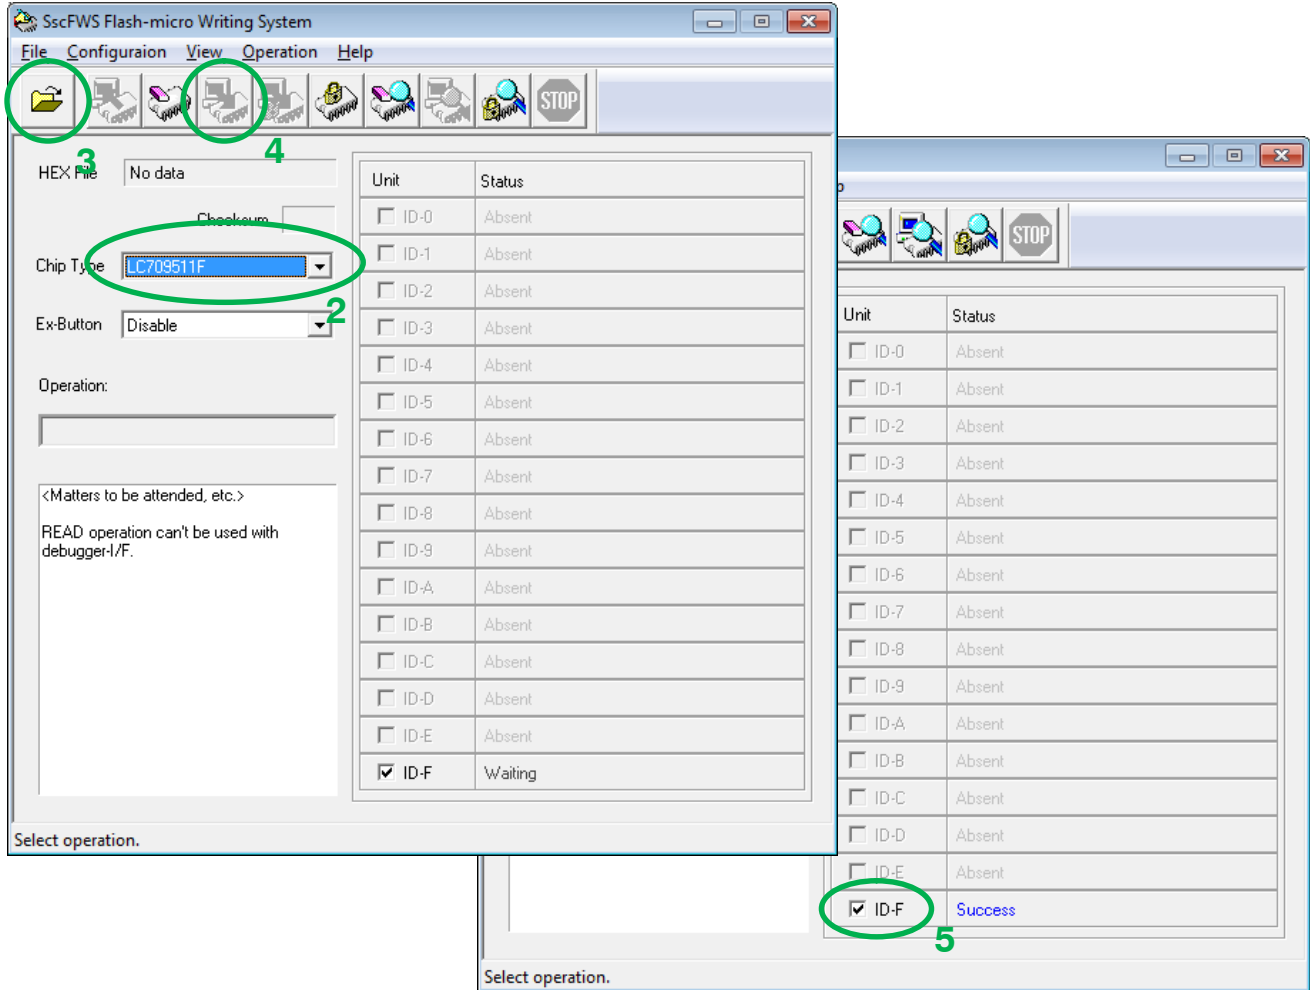 SscFWS Flash-micro Writing System
File Configuraion View Operation Help
STOP
3
4
HEX File No data
Checksum
Chip Type LC709511F
2
Ex-Button Disable
Operation:
<Matters to be attended, etc.>
READ operation can't be used with
debugger-I/F.
Unit Status
ID-0 Absent
ID-1 Absent
ID-2 Absent
ID-3 Absent
ID-4 Absent
ID-5 Absent
ID-6 Absent
ID-7 Absent
ID-8 Absent
ID-9 Absent
ID-A Absent
ID-B Absent
ID-C Absent
ID-D Absent
ID-E Absent
ID-F Waiting
Select operation.
STOP
Unit Status
ID-0 Absent
ID-1 Absent
ID-2 Absent
ID-3 Absent
ID-4 Absent
ID-5 Absent
ID-6 Absent
ID-7 Absent
ID-8 Absent
ID-9 Absent
ID-A Absent
ID-B Absent
ID-C Absent
ID-D Absent
ID-E Absent
ID-F Success
5
Select operation.